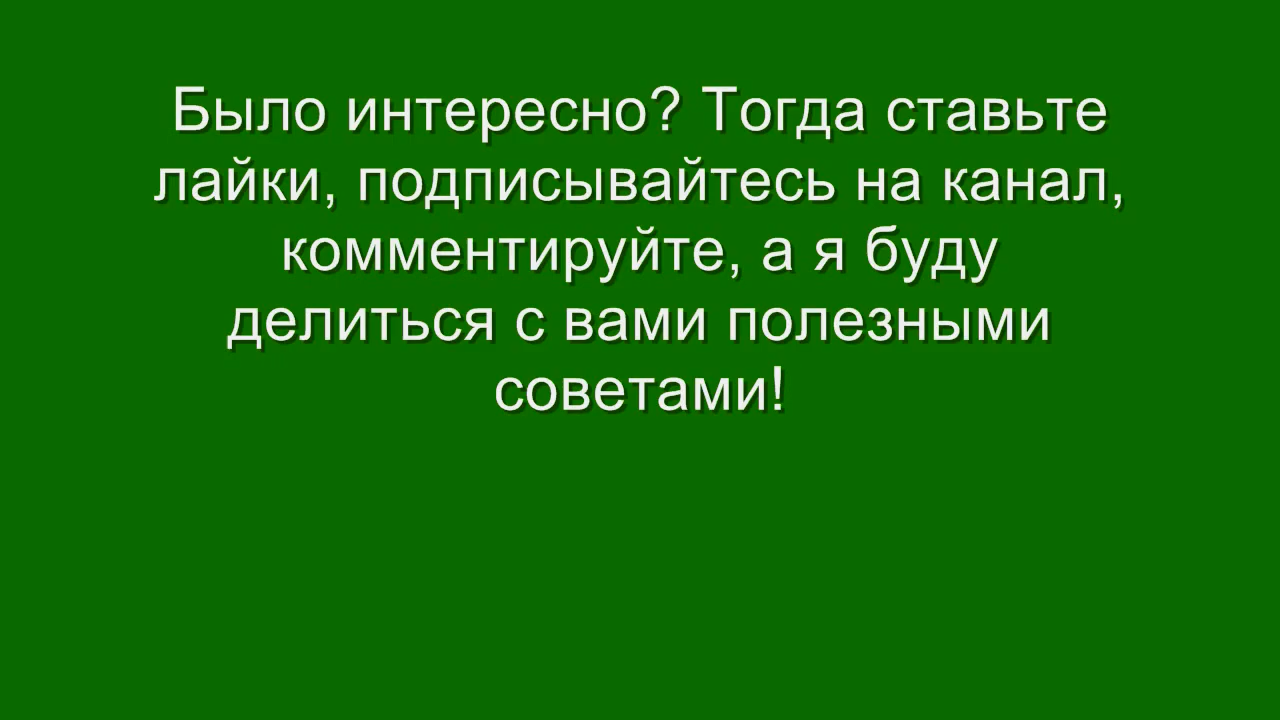 Было интересно? Тогда ставьте
лайки, подписывайтесь на канал,
комментируйте, а я буду
делиться с вами полезными
советами!